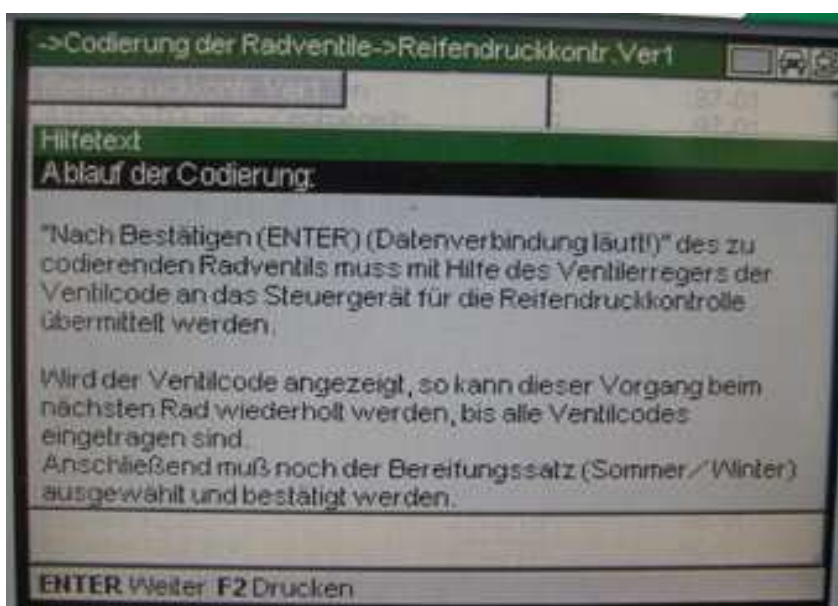 ->Codierung der Radventile->Reifendruckkontr.Ver1
Hilfetext
Ablauf der Codierung:
"Nach Bestätigen (ENTER) (Datenverbindung läuft!)" des zu
codierenden Radventils muss mit Hilfe des Ventilerregers der
Ventilcode an das Steuergerät für die Reifendruckkontrolle
übermittelt werden.
Wird der Ventilcode angezeigt, so kann dieser Vorgang beim
nächsten Rad wiederholt werden, bis alle Ventilcodes
eingetragen sind.
Anschließend muß noch der Bereifungssatz (Sommer/Winter)
ausgewählt und bestätigt werden.
ENTER Weiter F2 Drucken